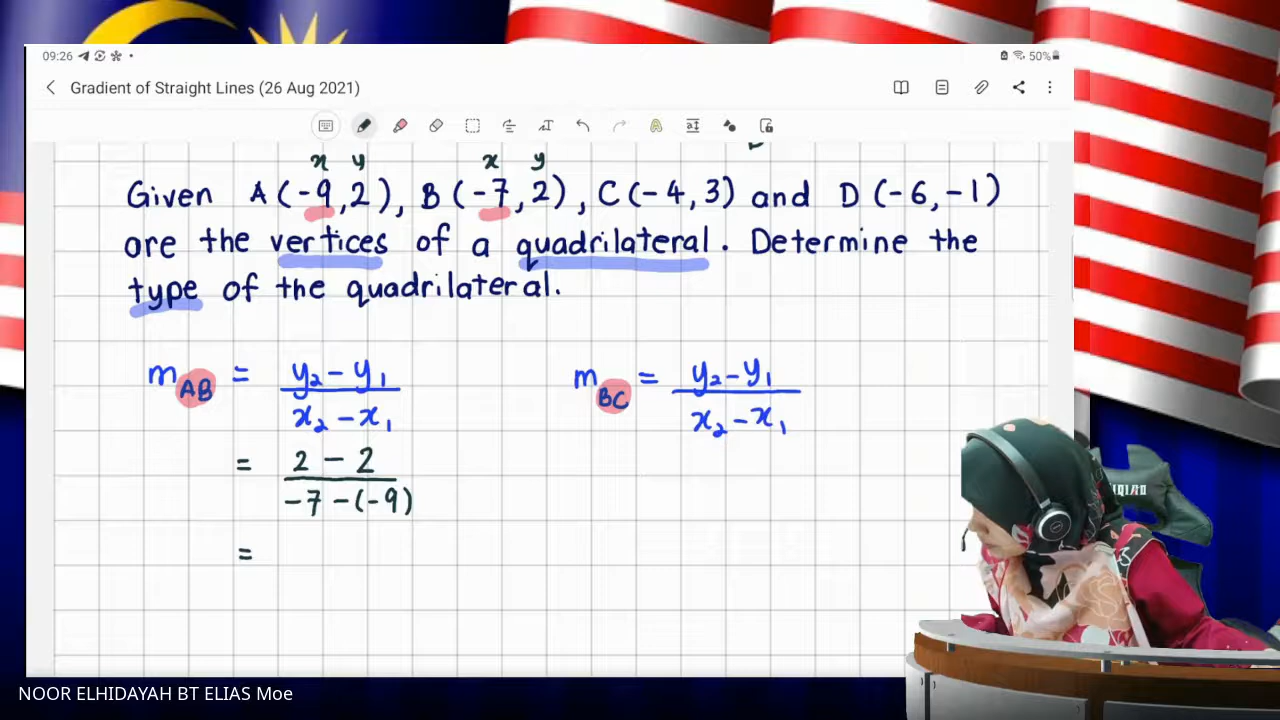 09:26
50%
Gradient of Straight Lines (26 Aug 2021)
x y x y
Given A(-9,2), B(-7,2), C(-4,3) and D(-6,-1)
are the vertices of a quadrilateral. Determine the
type of the quadrilateral.
m_AB = (y₂-y₁)/(x₂-x₁)
m_BC = (y₂-y₁)/(x₂-x₁)
= (2-2)/(-7-(-9))
=
NOOR ELHIDAYAH BT ELIAS Moe